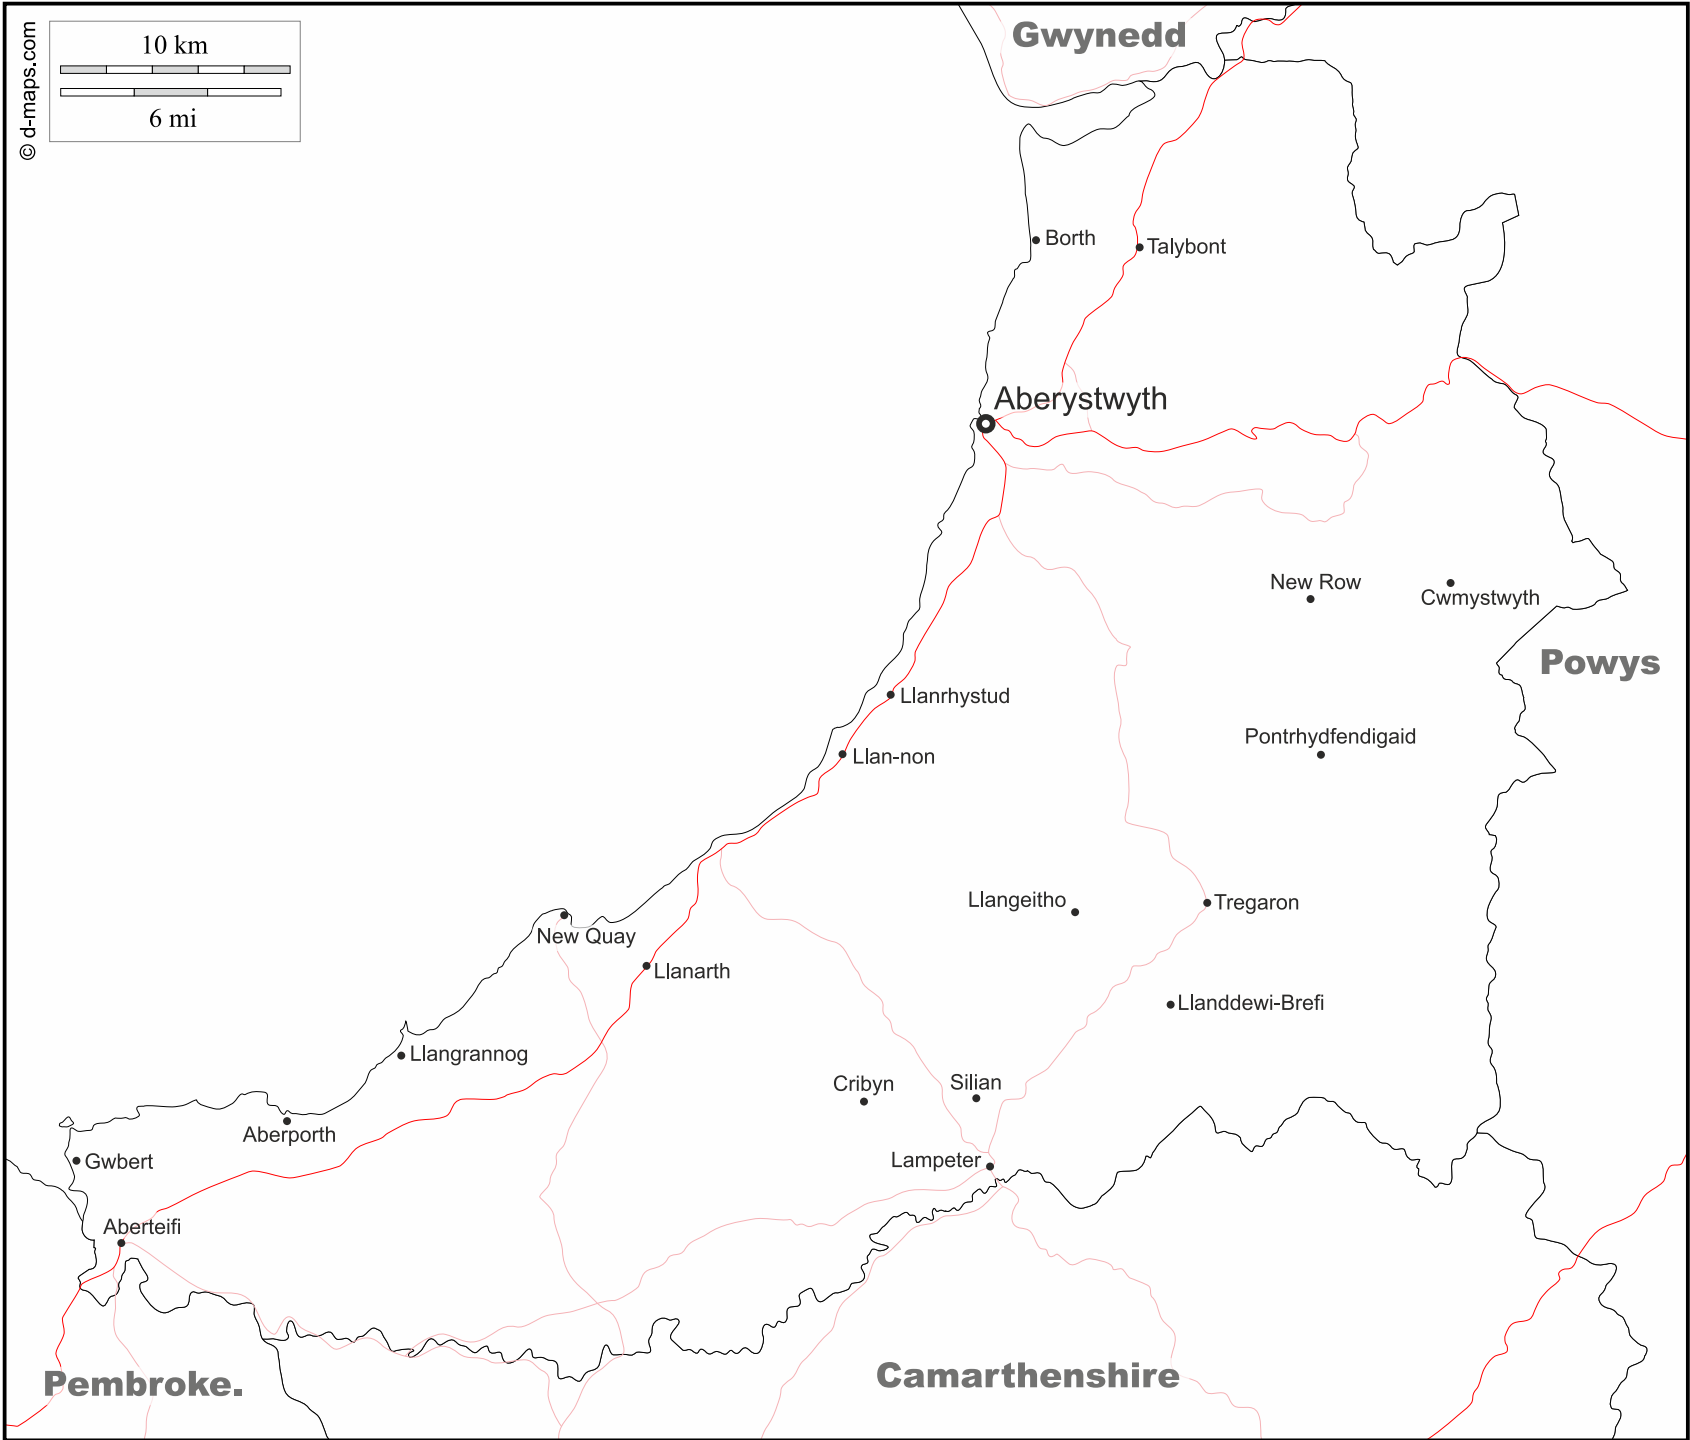 © d-maps.com
10 km
6 mi
Gwynedd
Borth
Talybont
Aberystwyth
New Row
Cwmystwyth
Powys
Llanrhystud
Pontrhydfendigaid
Llan-non
Llangeitho
Tregaron
New Quay
Llanarth
Llanddewi-Brefi
Llangrannog
Cribyn
Silian
Aberporth
Gwbert
Lampeter
Aberteifi
Pembroke.
Camarthenshire